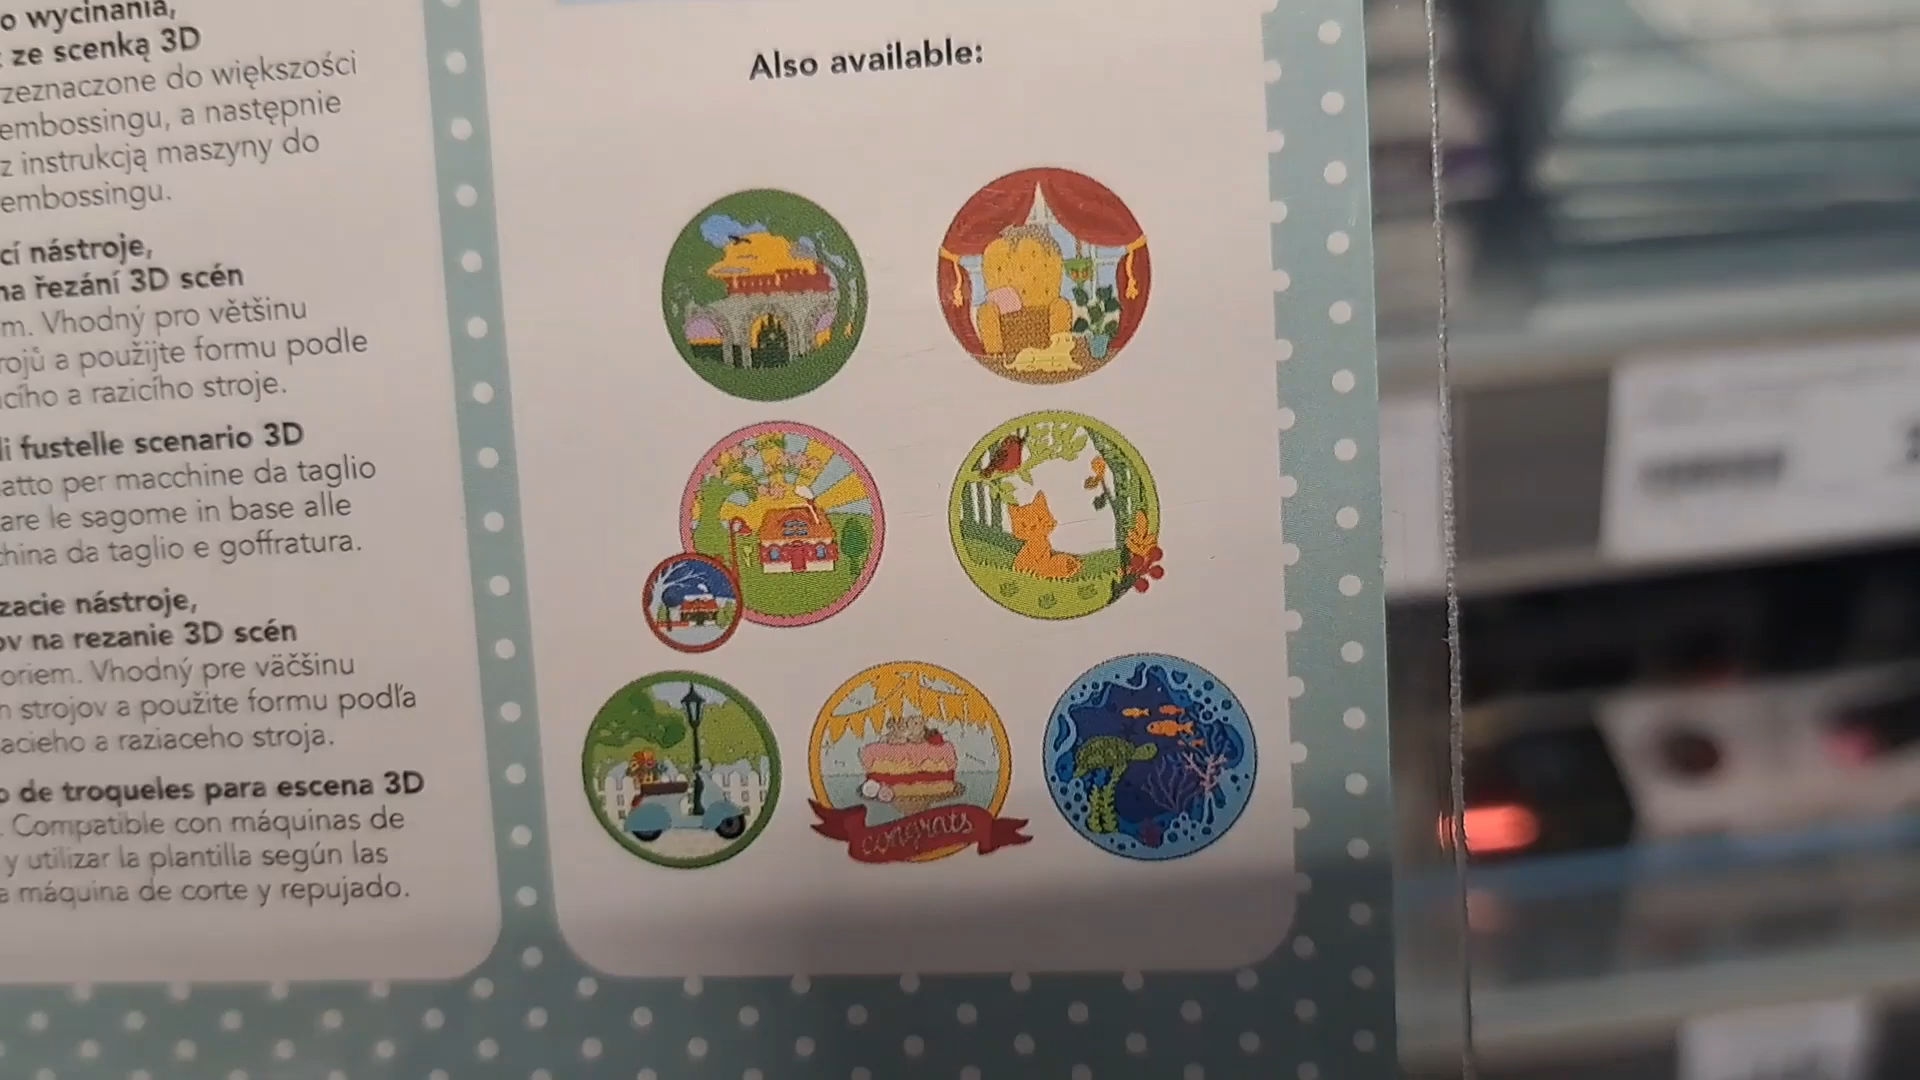 o wycinania,
ze scenką 3D
zeznaczone do większości
embossingu, a następnie
z instrukcją maszyny do
embossingu.
cí nástroje,
na řezání 3D scén
m. Vhodný pro většinu
rojů a použijte formu podle
cího a razicího stroje.
li fustelle scenario 3D
atto per macchine da taglio
are le sagome in base alle
china da taglio e goffratura.
zacie nástroje,
ov na rezanie 3D scén
oriem. Vhodný pre väčšinu
h strojov a použite formu podľa
acieho a raziaceho stroja.
o de troqueles para escena 3D
. Compatible con máquinas de
y utilizar la plantilla según las
a máquina de corte y repujado.
Also available:
congrats